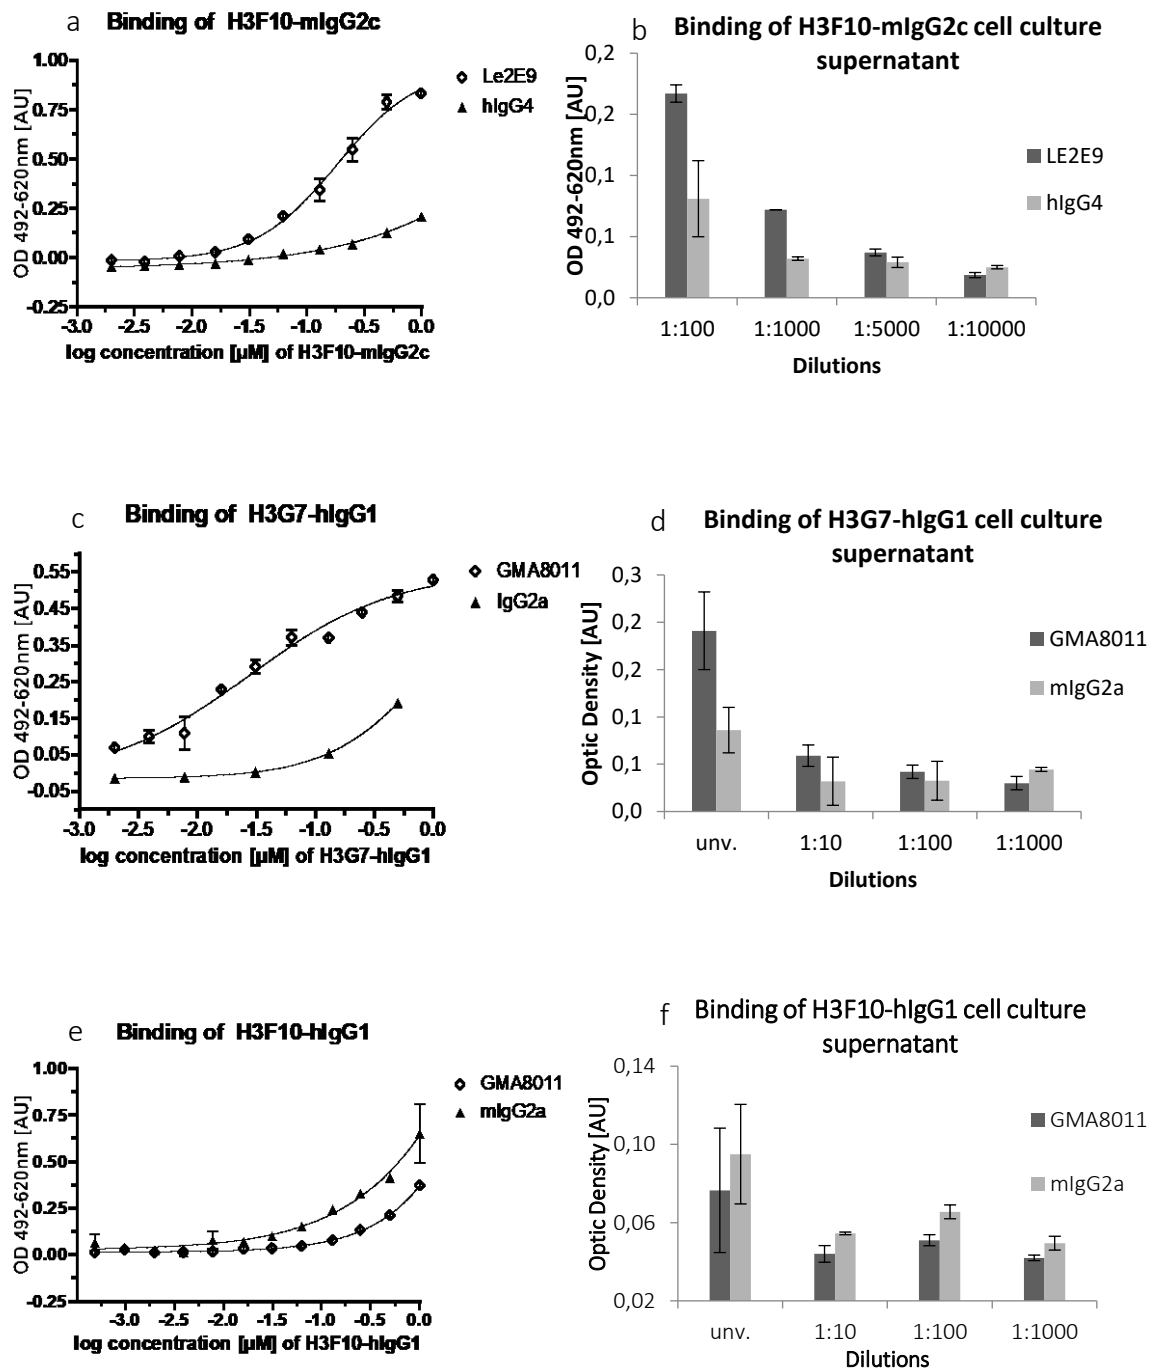 a
Binding of H3F10-mIgG2c
1.00
0.75
0.50
0.25
0.00
-0.25
OD 492-620nm [AU]
-3.0 -2.5 -2.0 -1.5 -1.0 -0.5 0.0
log concentration [µM] of H3F10-mIgG2c
Le2E9
hIgG4
b
Binding of H3F10-mIgG2c cell culture
supernatant
0,2
0,2
0,1
0,1
0,0
OD 492-620nm [AU]
1:100 1:1000 1:5000 1:10000
Dilutions
LE2E9
hIgG4
c
Binding of H3G7-hIgG1
0.55
0.45
0.35
0.25
0.15
0.05
-0.05
OD 492-620nm [AU]
-3.0 -2.5 -2.0 -1.5 -1.0 -0.5 0.0
log concentration [µM] of H3G7-hIgG1
GMA8011
IgG2a
d
Binding of H3G7-hIgG1 cell culture
supernatant
0,3
0,2
0,2
0,1
0,1
0,0
Optic Density [AU]
unv. 1:10 1:100 1:1000
Dilutions
GMA8011
mIgG2a
e
Binding of H3F10-hIgG1
1.00
0.75
0.50
0.25
0.00
-0.25
OD 492-620nm [AU]
-3.0 -2.5 -2.0 -1.5 -1.0 -0.5 0.0
log concentration [µM] of H3F10-hIgG1
GMA8011
mIgG2a
f
Binding of H3F10-hIgG1 cell culture
supernatant
0,14
0,10
0,06
0,02
Optic Density [AU]
unv. 1:10 1:100 1:1000
Dilutions
GMA8011
mIgG2a